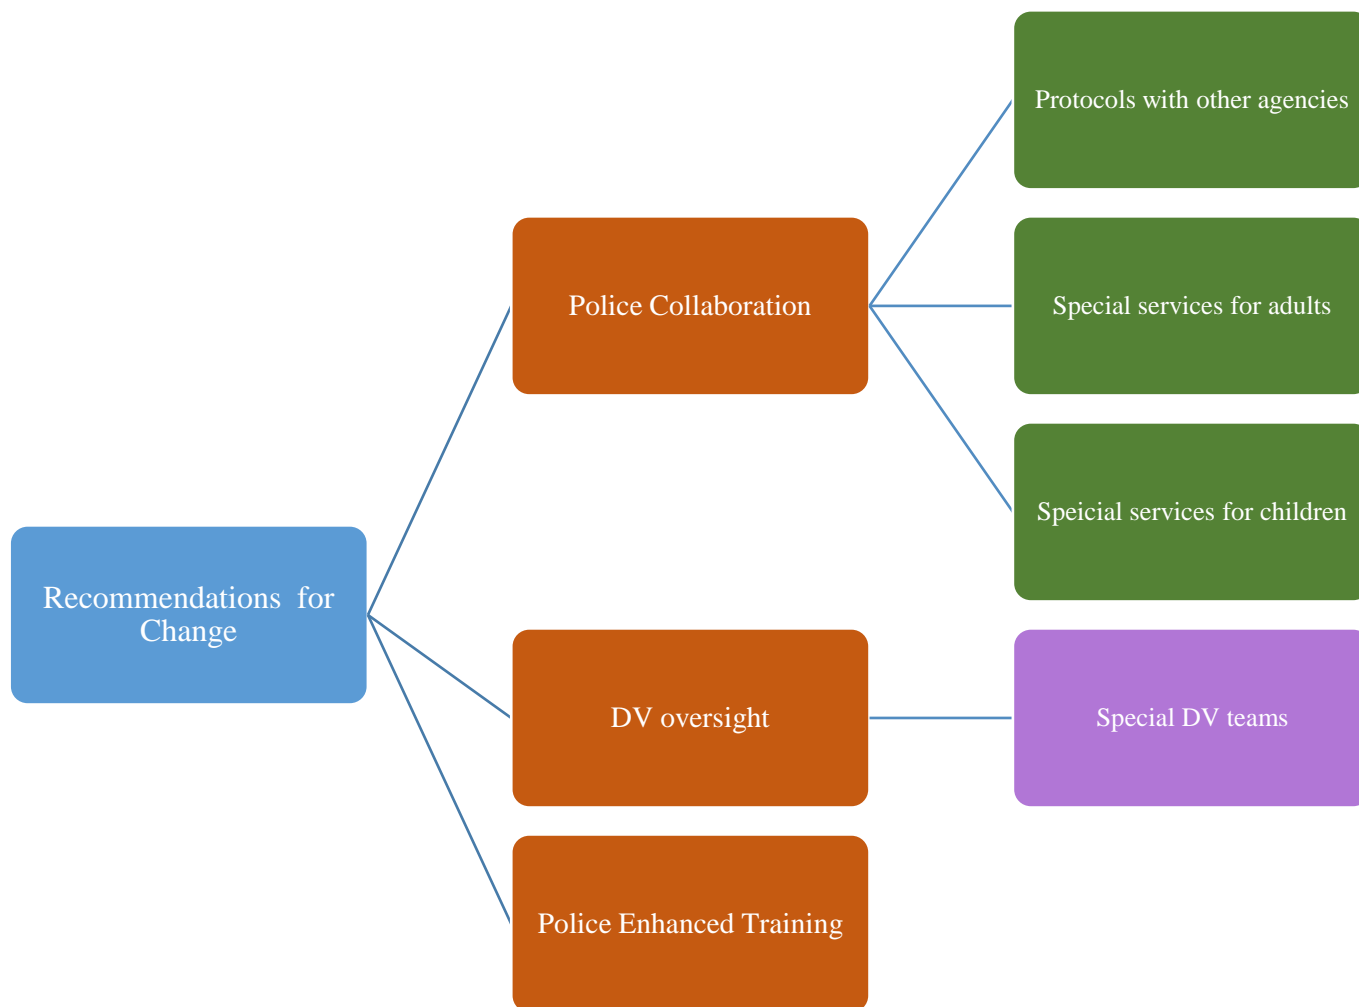 Protocols with other agencies
Police Collaboration
Special services for adults
Speicial services for children
Recommendations  for
Change
DV oversight
Special DV teams
Police Enhanced Training